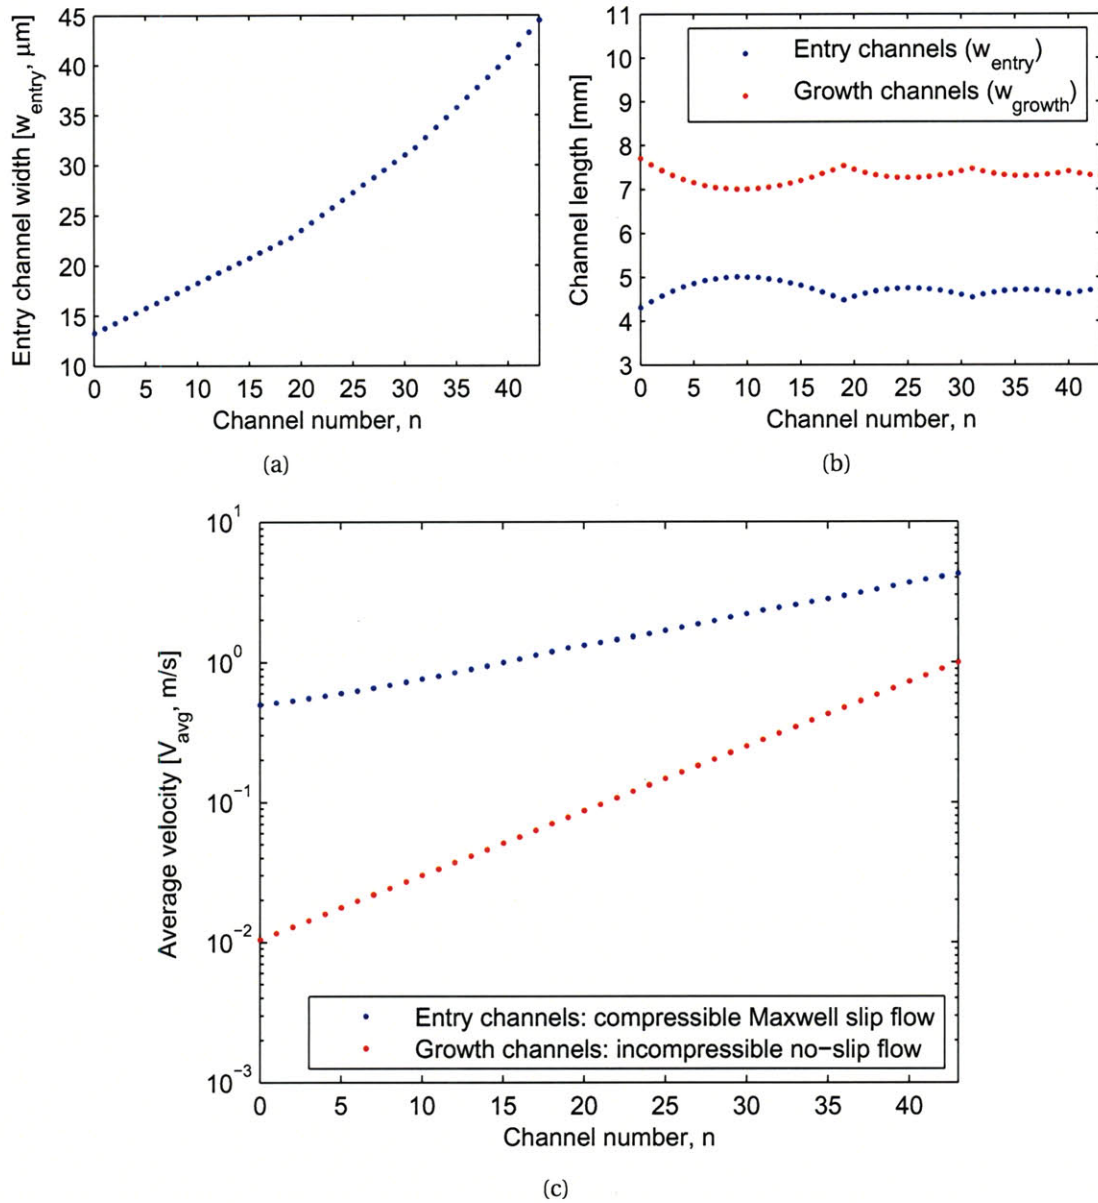 Entry channel width [w_entry, μm]
45
40
35
30
25
20
15
10
0 5 10 15 20 25 30 35 40
Channel number, n
(a)
Channel length [mm]
11
10
9
8
7
6
5
4
3
Entry channels (w_entry)
Growth channels (w_growth)
0 5 10 15 20 25 30 35 40
Channel number, n
(b)
Average velocity [V_avg, m/s]
10^1
10^0
10^−1
10^−2
10^−3
Entry channels: compressible Maxwell slip flow
Growth channels: incompressible no−slip flow
0 5 10 15 20 25 30 35 40
Channel number, n
(c)